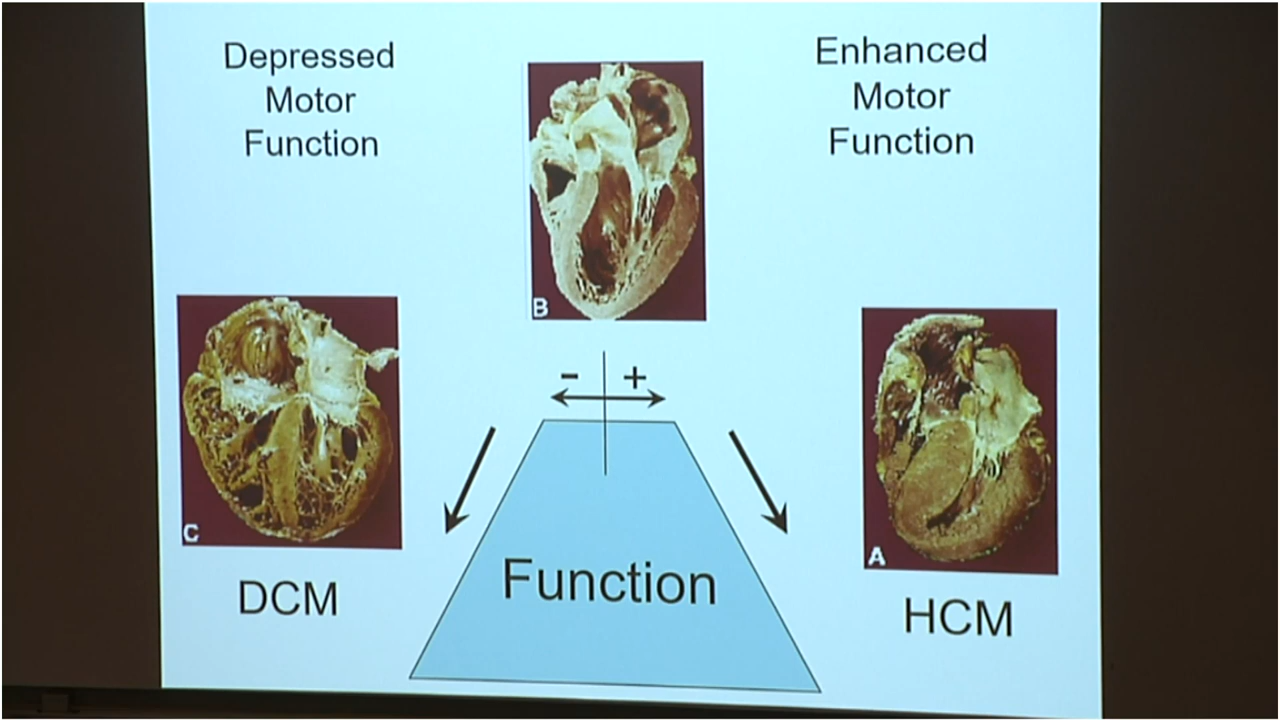 Depressed
Motor
Function
Enhanced
Motor
Function
B
- +
C
A
Function
DCM
HCM